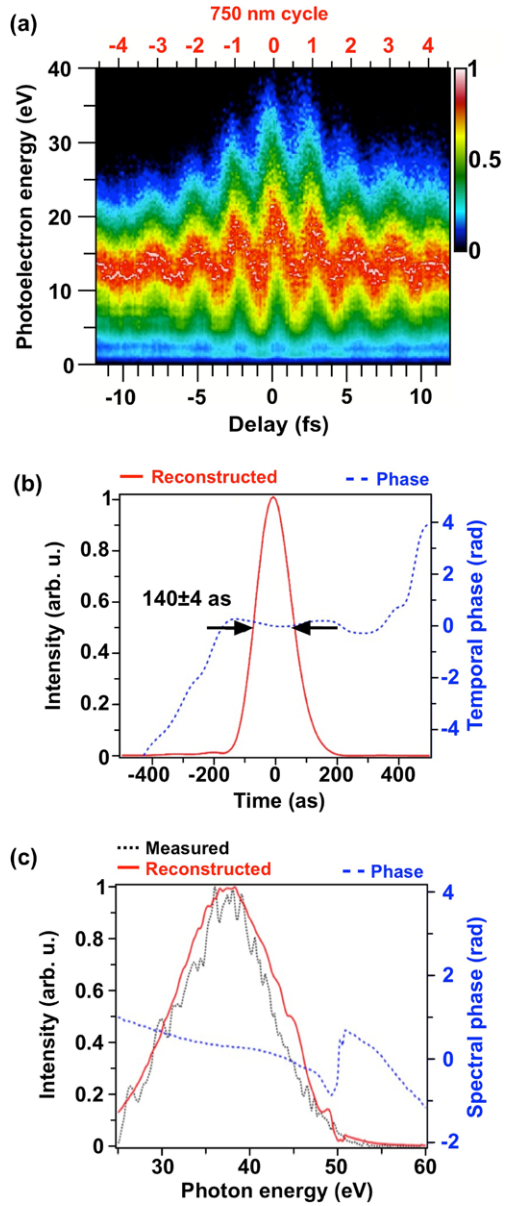 750 nm cycle
(a)
-4 -3 -2 -1 0 1 2 3 4
40
30
20
10
0
Photoelectron energy (eV)
1
0.5
0
-10 -5 0 5 10
Delay (fs)
(b)
Reconstructed
Phase
1
0.8
0.6
0.4
0.2
0
Intensity (arb. u.)
140±4 as
4
2
0
-2
-4
Temporal phase (rad)
-400 -200 0 200 400
Time (as)
(c)
Measured
Reconstructed
Phase
1
0.8
0.6
0.4
0.2
0
Intensity (arb. u.)
4
2
0
-2
Spectral phase (rad)
30 40 50 60
Photon energy (eV)